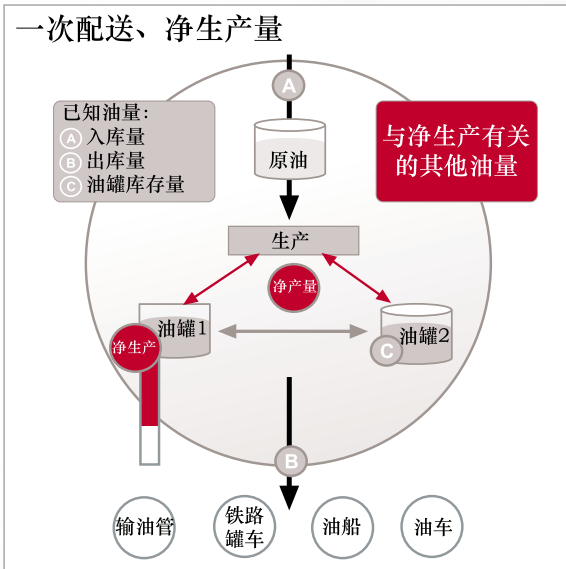 一次配送、净生产量
A
已知油量：
A 入库量
B 出库量
C 油罐库存量
与净生产有关
的其他油量
原油
生产
净产量
油罐1
净生产
油罐2
C
B
输油管
铁路
罐车
油船
油车